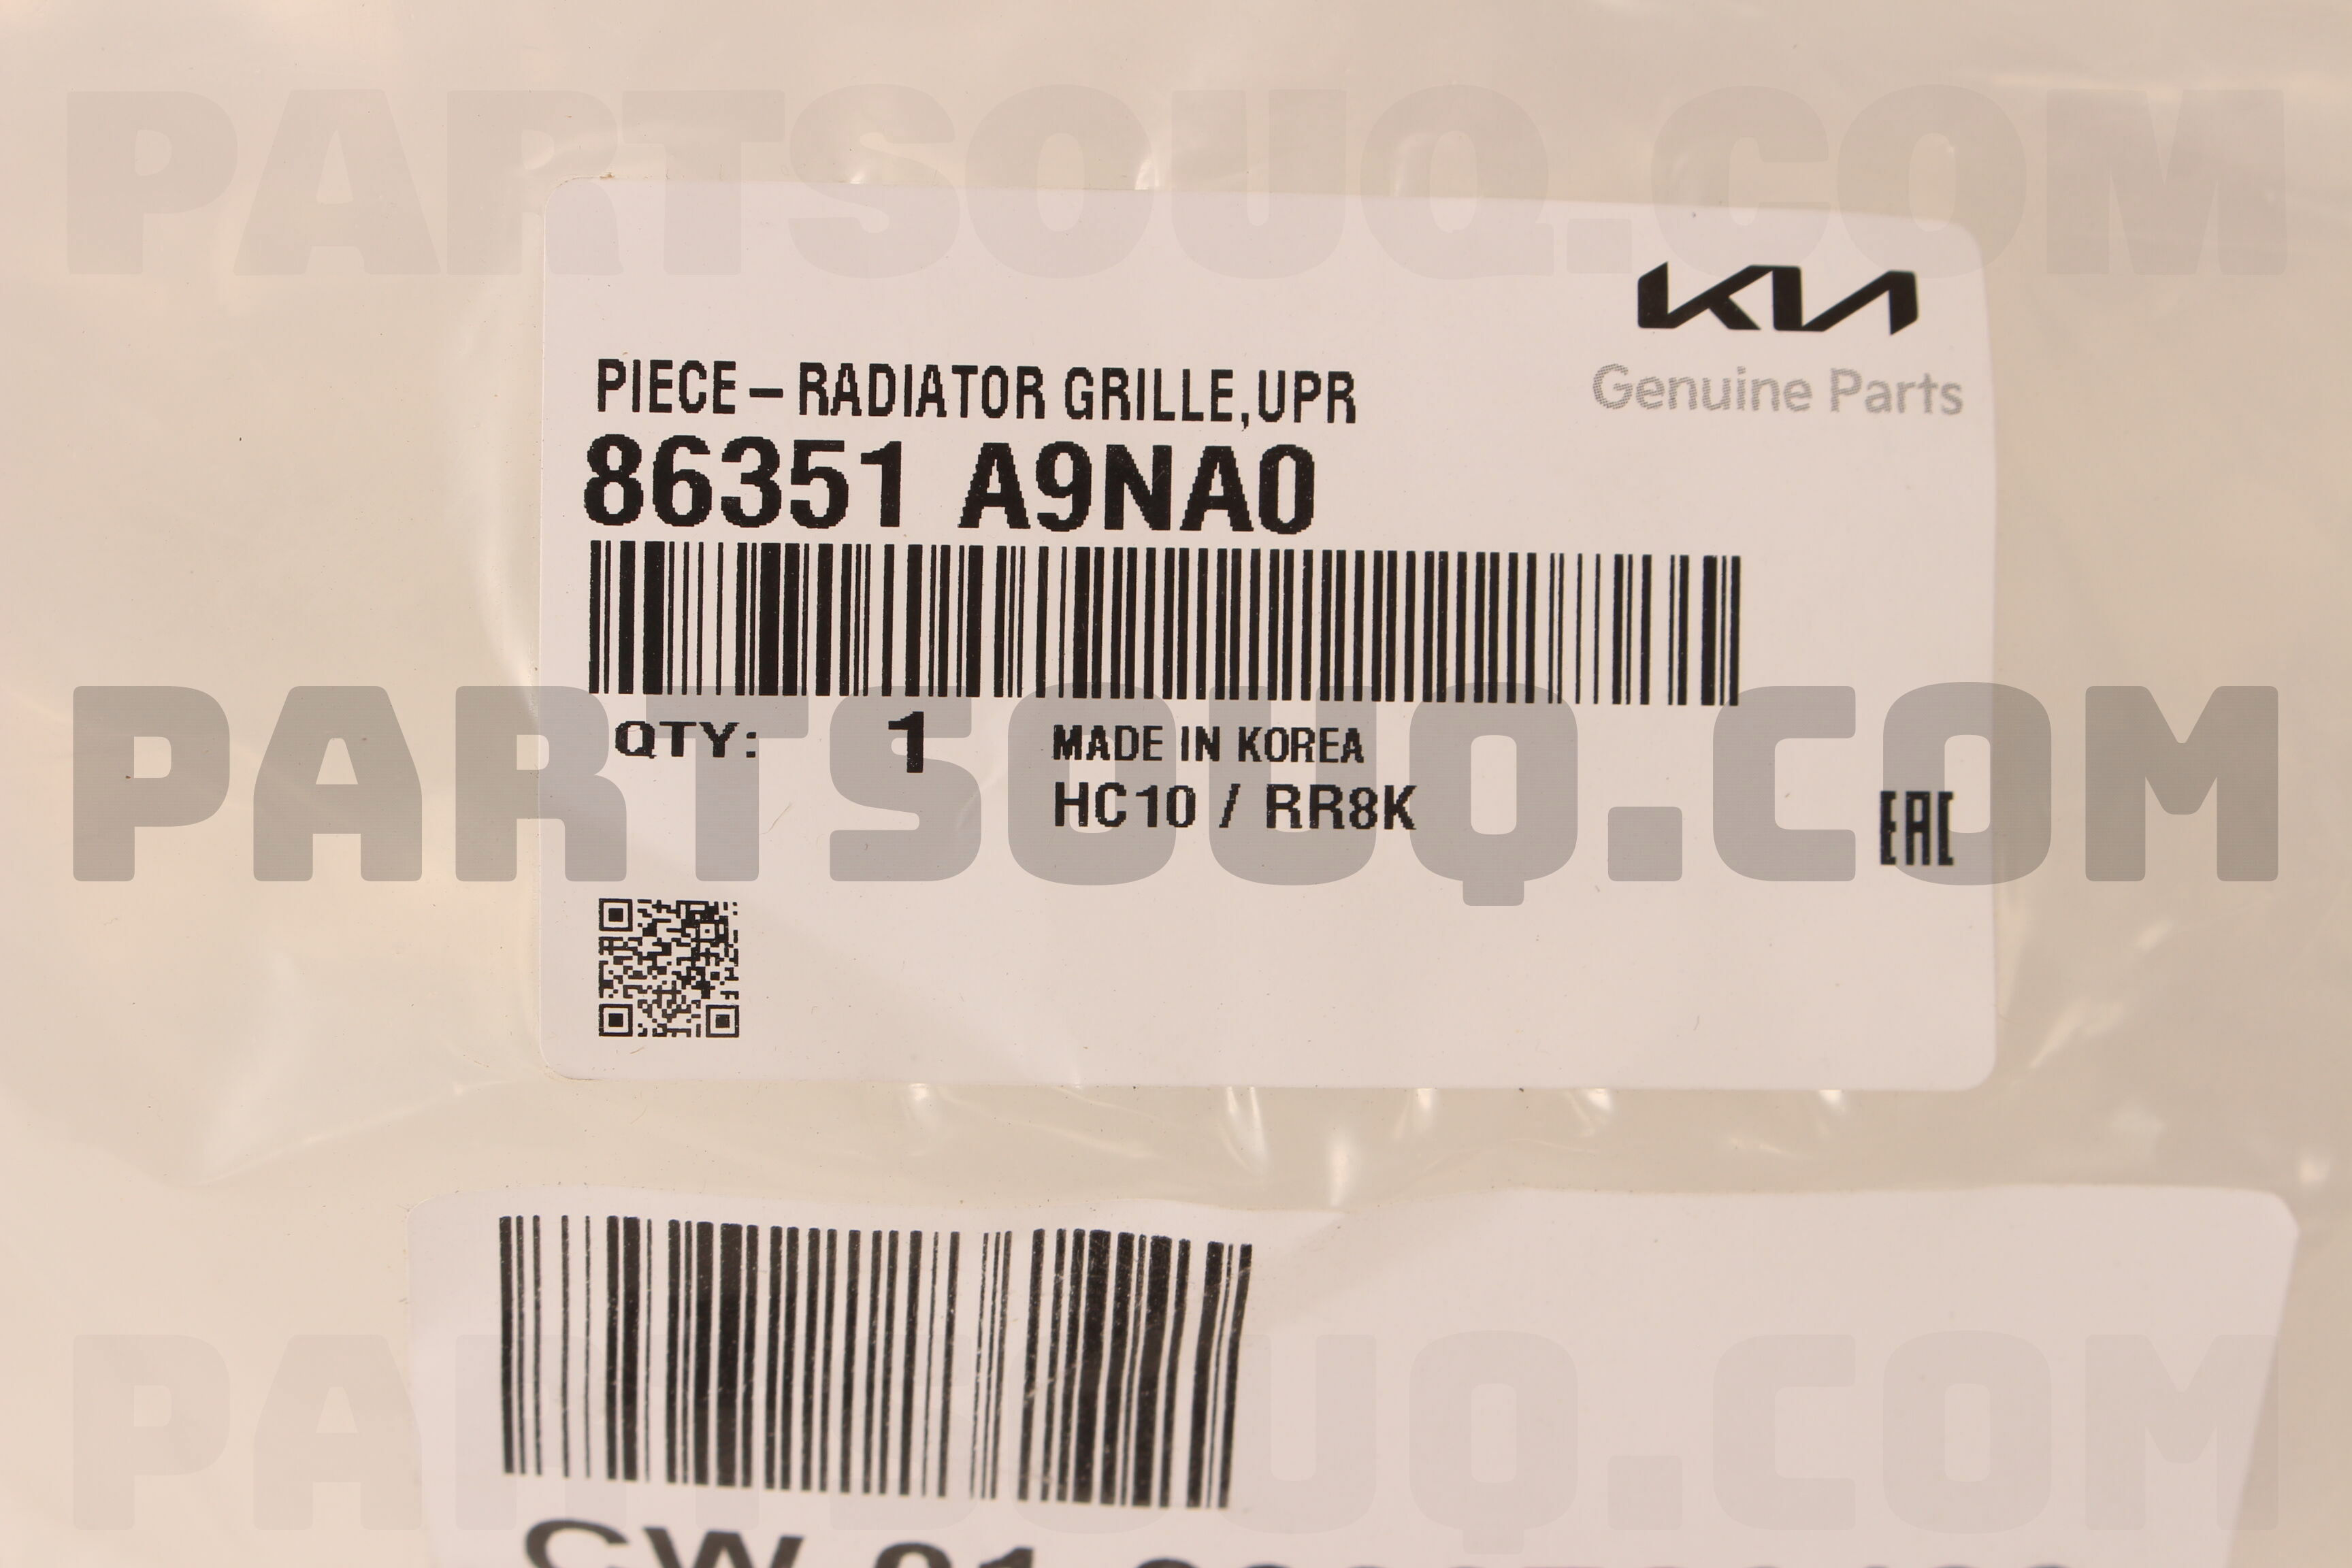 PARTSOUQ.COM
KIA
Genuine Parts
PIECE-RADIATOR GRILLE,UPR
86351 A9NA0
QTY: 1 MADE IN KOREA
HC10 / RR8K
EAC
PARTSOUQ.COM
PARTSOUQ.COM
CW